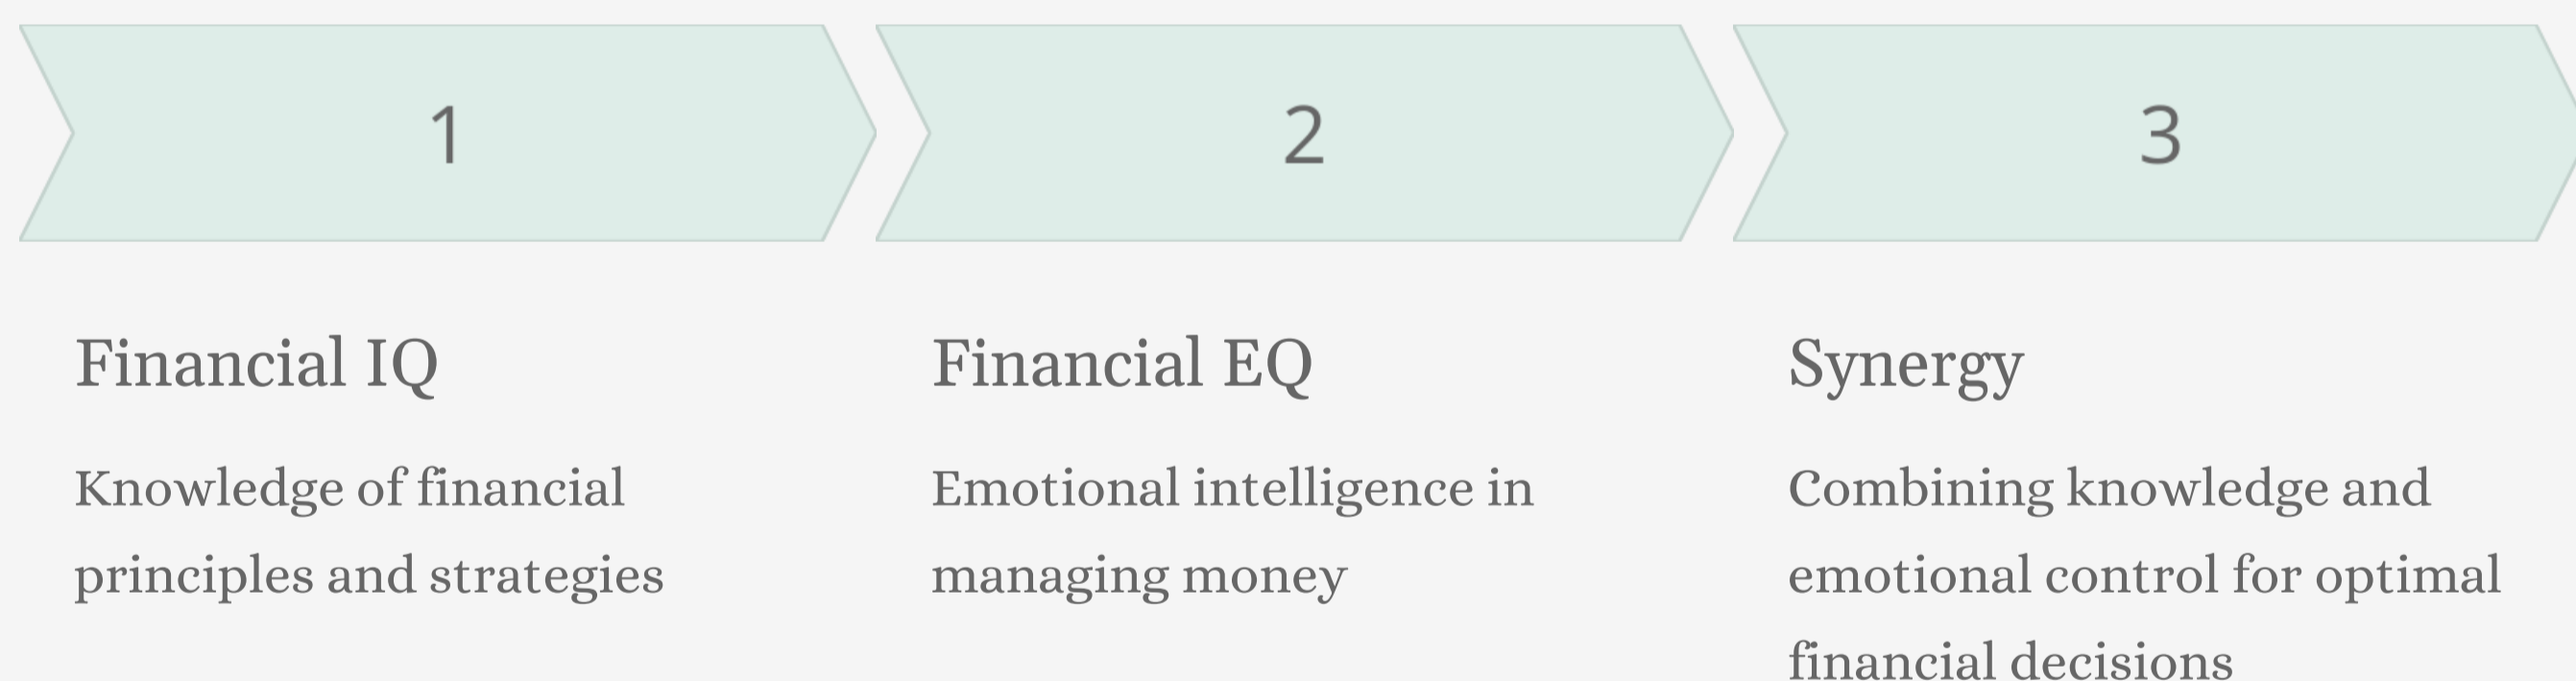 1
Financial IQ
Knowledge of financial
principles and strategies
2
Financial EQ
Emotional intelligence in
managing money
3
Synergy
Combining knowledge and
emotional control for optimal
financial decisions